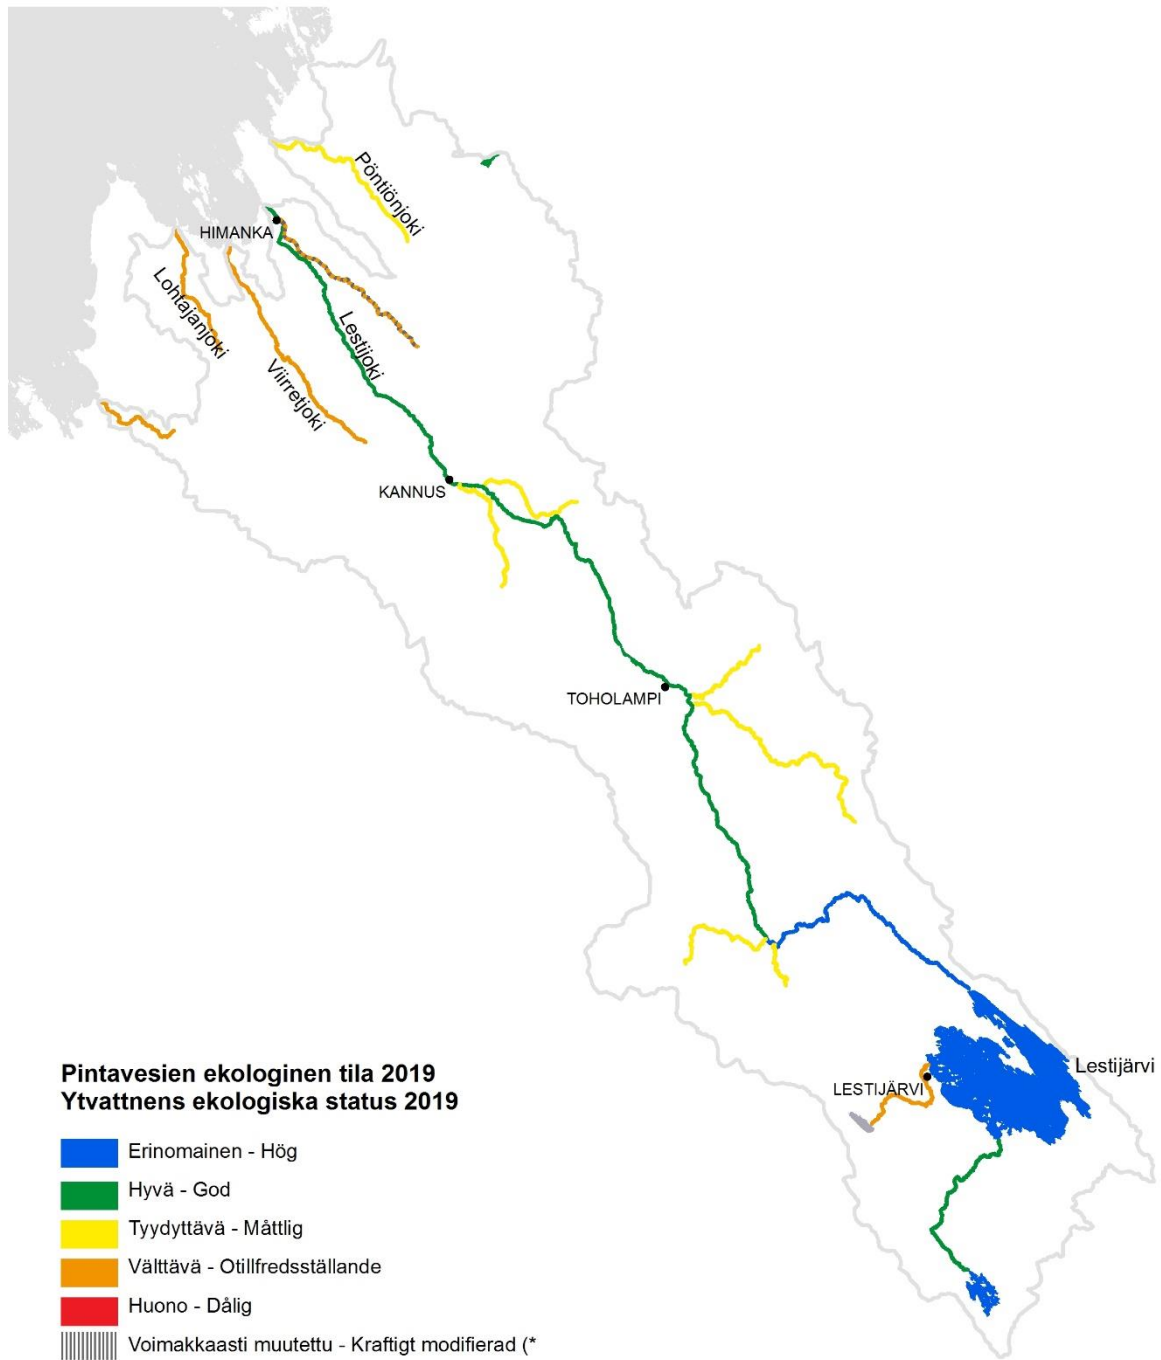 Pöntiönjoki
HIMANKA
Lohtajanjoki
Lestijoki
Viirretjoki
KANNUS
TOHOLAMPI
Lestijärvi
LESTIJÄRVI
Pintavesien ekologinen tila 2019
Ytvattnens ekologiska status 2019
Erinomainen - Hög
Hyvä - God
Tyydyttävä - Måttlig
Välttävä - Otillfredsställande
Huono - Dålig
Voimakkaasti muutettu - Kraftigt modifierad (*